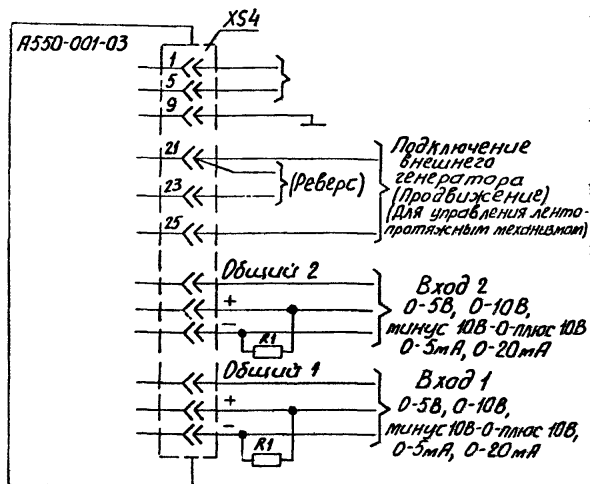 XS4
А550-001-03
1
5
9
21
23
25
(Реверс)
Подключение
внешнего
генератора
(Продвижение)
(Для управления ленто-
протяжным механизмом)
Общий 2
+
-
R1
Вход 2
0-5В, 0-10В,
минус 10В-0-плюс 10В
0-5мА, 0-20мА
Общий 1
+
-
R1
Вход 1
0-5В, 0-10В,
минус 10В-0-плюс 10В,
0-5мА, 0-20мА